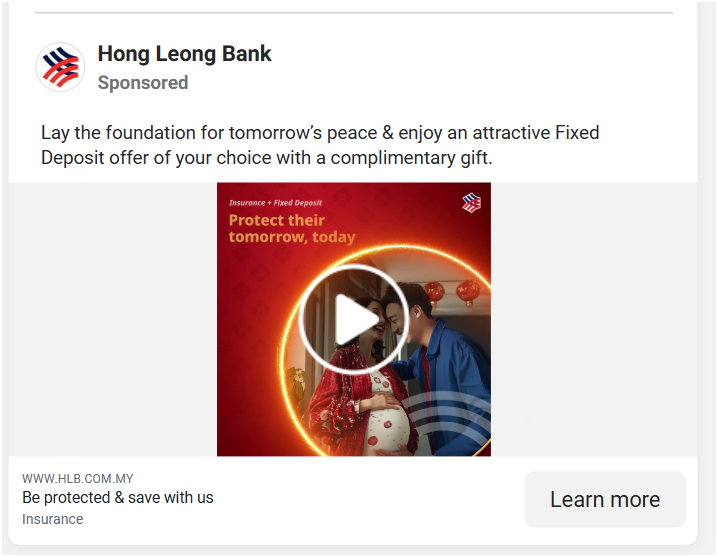 Hong Leong Bank
Sponsored
Lay the foundation for tomorrow’s peace & enjoy an attractive Fixed
Deposit offer of your choice with a complimentary gift.
Insurance + Fixed Deposit
Protect their
tomorrow, today
WWW.HLB.COM.MY
Be protected & save with us
Insurance
Learn more